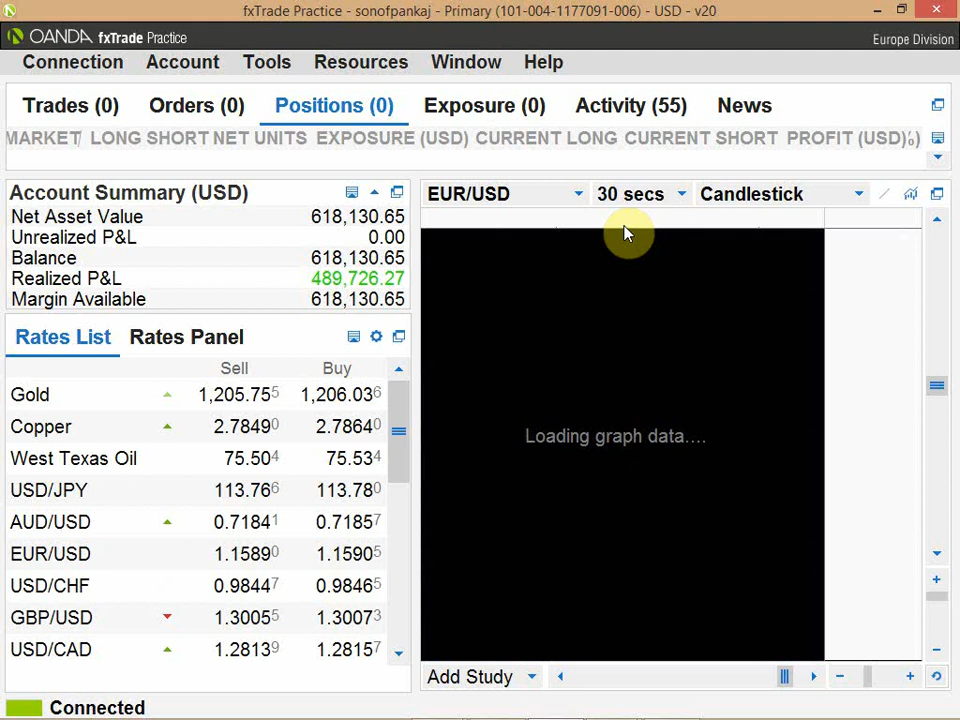 fxTrade Practice - sonofpankaj - Primary (101-004-1177091-006) - USD - v20
OANDA fxTrade Practice
Europe Division
Connection Account Tools Resources Window Help
Trades (0) Orders (0) Positions (0) Exposure (0) Activity (55) News
MARKET LONG SHORT NET UNITS EXPOSURE (USD) CURRENT LONG CURRENT SHORT PROFIT (USD)
Account Summary (USD)
Net Asset Value 618,130.65
Unrealized P&L 0.00
Balance 618,130.65
Realized P&L 489,726.27
Margin Available 618,130.65
Rates List Rates Panel
Sell Buy
Gold 1,205.755 1,206.036
Copper 2.78490 2.78640
West Texas Oil 75.504 75.534
USD/JPY 113.766 113.780
AUD/USD 0.71841 0.71857
EUR/USD 1.15890 1.15905
USD/CHF 0.98447 0.98465
GBP/USD 1.30055 1.30073
USD/CAD 1.28139 1.28157
EUR/USD 30 secs Candlestick
Loading graph data....
Add Study
Connected